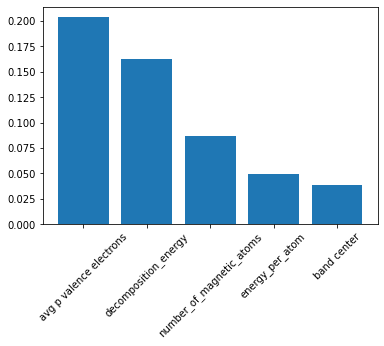 0.200
0.175
0.150
0.125
0.100
0.075
0.050
0.025
0.000
avg p valence electrons
decomposition_energy
number_of_magnetic_atoms
energy_per_atom
band center